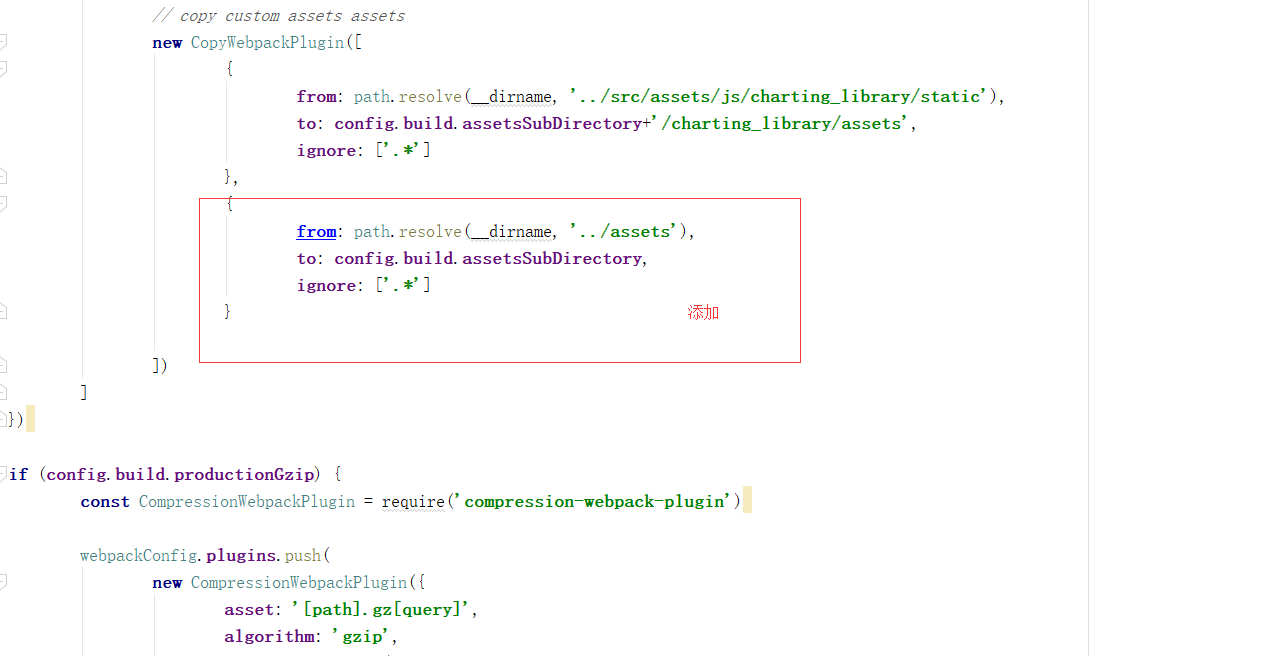 // copy custom assets assets
new CopyWebpackPlugin([
{
from: path.resolve(__dirname, '../src/assets/js/charting_library/static'),
to: config.build.assetsSubDirectory+'/charting_library/assets',
ignore: ['.*']
},
{
from: path.resolve(__dirname, '../assets'),
to: config.build.assetsSubDirectory,
ignore: ['.*']
}
添加
])
]
})
if (config.build.productionGzip) {
const CompressionWebpackPlugin = require('compression-webpack-plugin')
webpackConfig.plugins.push(
new CompressionWebpackPlugin({
asset: '[path].gz[query]',
algorithm: 'gzip',